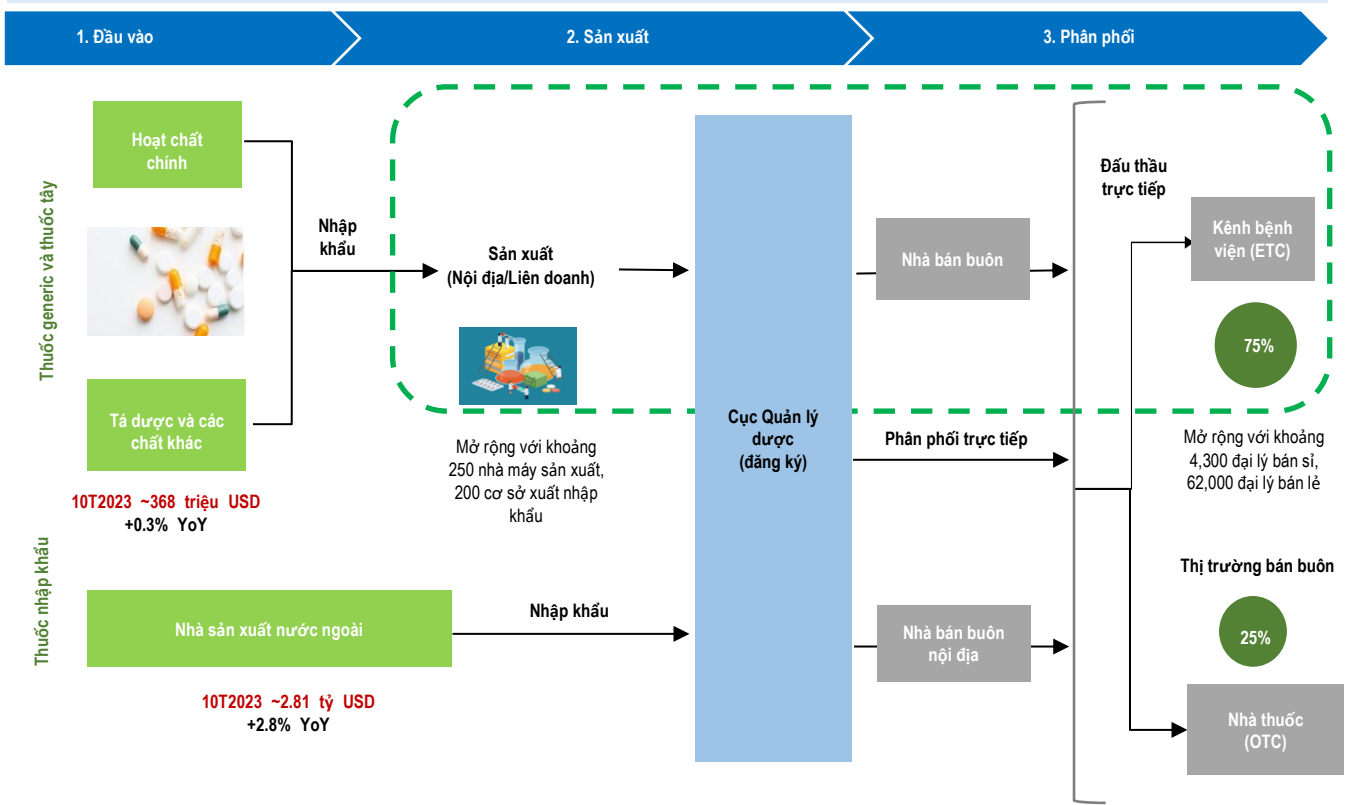 1. Đầu vào
2. Sản xuất
3. Phân phối
Thuốc generic và thuốc tây
Hoạt chất
chính
Nhập
khẩu
Tá dược và các
chất khác
10T2023 ~368 triệu USD
+0.3% YoY
Sản xuất
(Nội địa/Liên doanh)
Mở rộng với khoảng
250 nhà máy sản xuất,
200 cơ sở xuất nhập
khẩu
Cục Quản lý
dược
(đăng ký)
Nhà bán buôn
Phân phối trực tiếp
Đấu thầu
trực tiếp
Kênh bệnh
viện (ETC)
75%
Mở rộng với khoảng
4,300 đại lý bán sỉ,
62,000 đại lý bán lẻ
Thuốc nhập khẩu
Nhà sản xuất nước ngoài
10T2023 ~2.81 tỷ USD
+2.8% YoY
Nhập khẩu
Nhà bán buôn
nội địa
Thị trường bán buôn
25%
Nhà thuốc
(OTC)